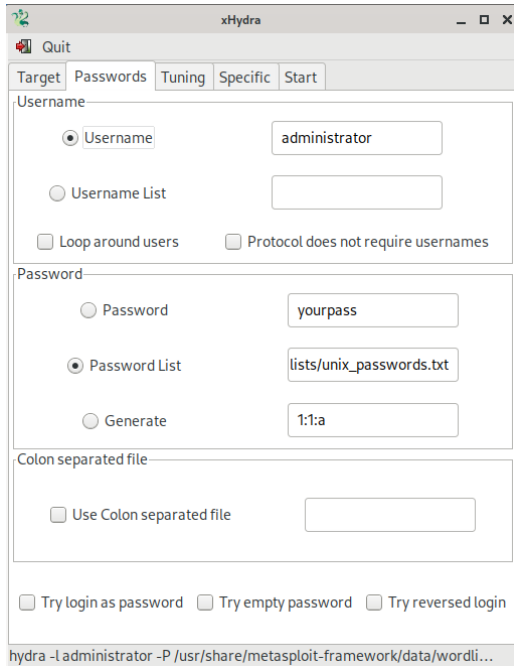 xHydra
Quit
Target Passwords Tuning Specific Start
Username
Username administrator
Username List
Loop around users Protocol does not require usernames
Password
Password yourpass
Password List lists/unix_passwords.txt
Generate 1:1:a
Colon separated file
Use Colon separated file
Try login as password Try empty password Try reversed login
hydra -l administrator -P /usr/share/metasploit-framework/data/wordli...